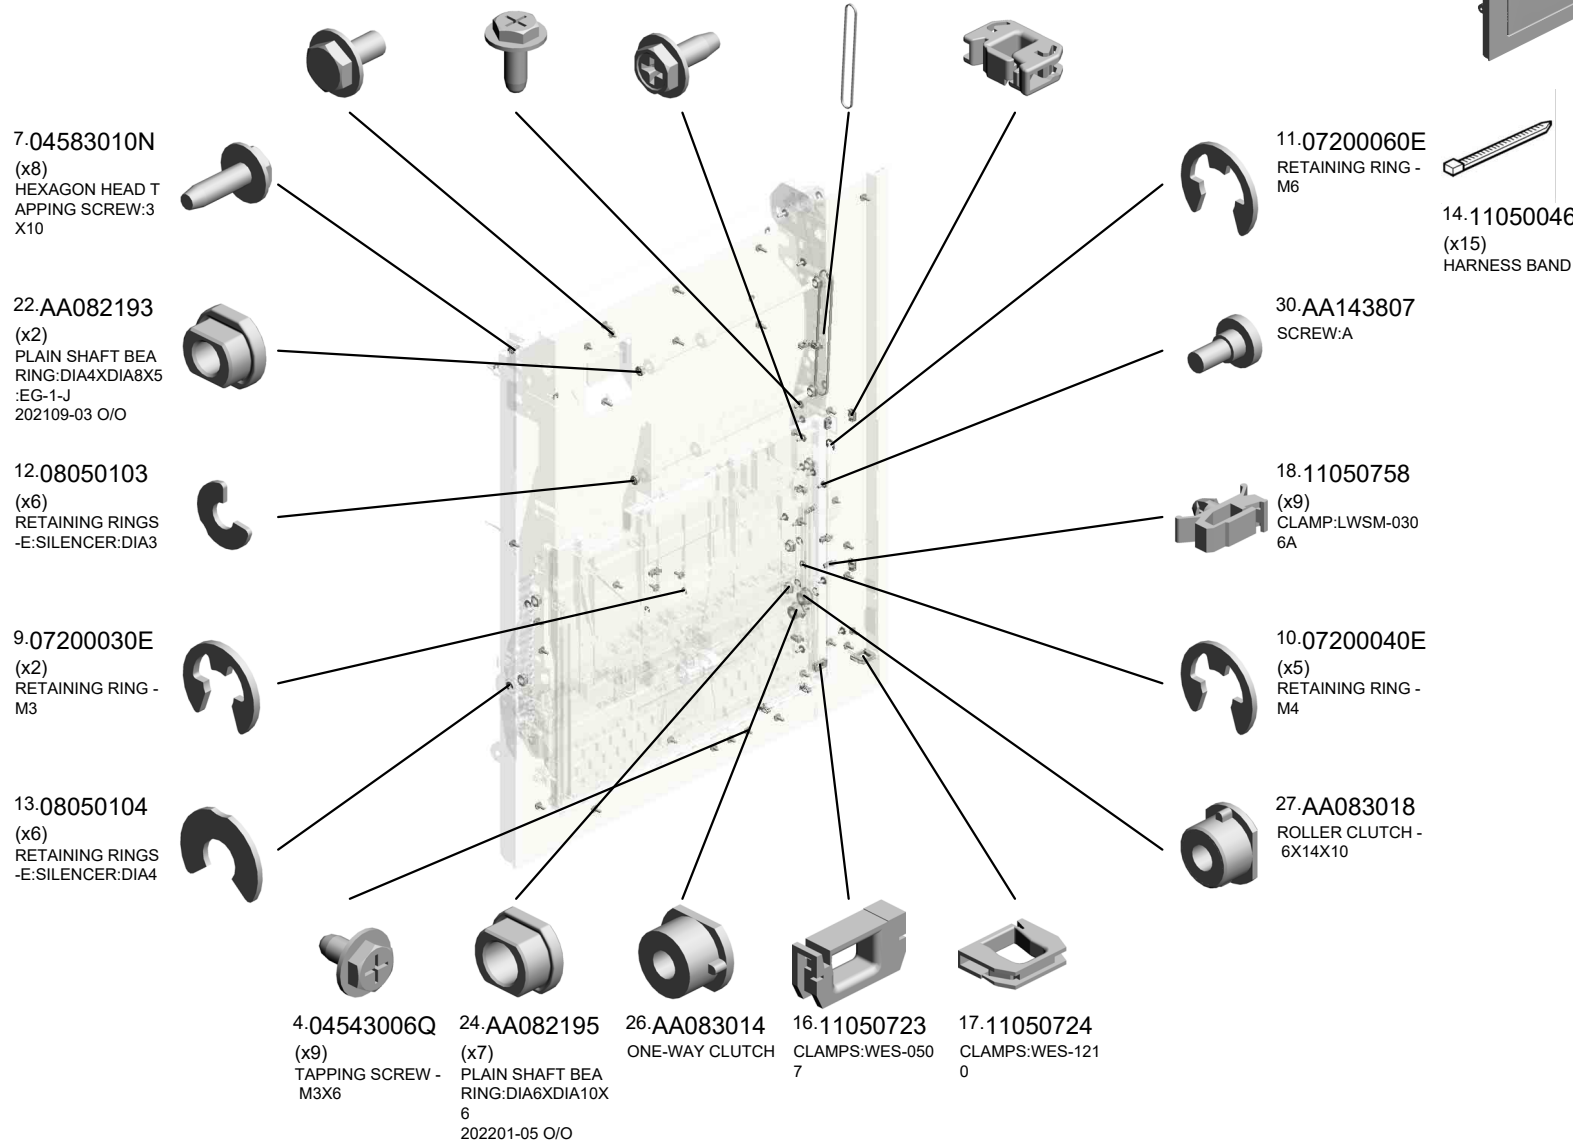 7.04583010N
(x8)
HEXAGON HEAD T
APPING SCREW:3
X10
22.AA082193
(x2)
PLAIN SHAFT BEA
RING:DIA4XDIA8X5
:EG-1-J
202109-03 O/O
12.08050103
(x6)
RETAINING RINGS
-E:SILENCER:DIA3
9.07200030E
(x2)
RETAINING RING -
M3
13.08050104
(x6)
RETAINING RINGS
-E:SILENCER:DIA4
4.04543006Q
(x9)
TAPPING SCREW -
M3X6
24.AA082195
(x7)
PLAIN SHAFT BEA
RING:DIA6XDIA10X
6
202201-05 O/O
26.AA083014
ONE-WAY CLUTCH
16.11050723
CLAMPS:WES-050
7
17.11050724
CLAMPS:WES-121
0
11.07200060E
RETAINING RING -
M6
30.AA143807
SCREW:A
18.11050758
(x9)
CLAMP:LWSM-030
6A
10.07200040E
(x5)
RETAINING RING -
M4
27.AA083018
ROLLER CLUTCH -
6X14X10
14.11050046
(x15)
HARNESS BAND